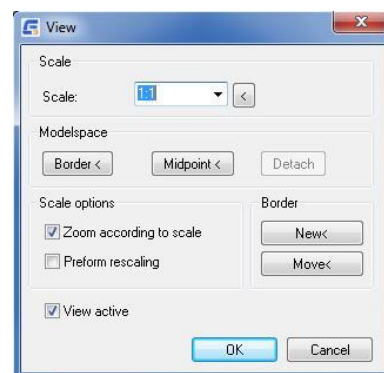 View
Scale
Scale: 1:1 <
Modelspace
Border < Midpoint < Detach
Scale options Border
Zoom according to scale New<
Preform rescaling Move<
View active
OK Cancel